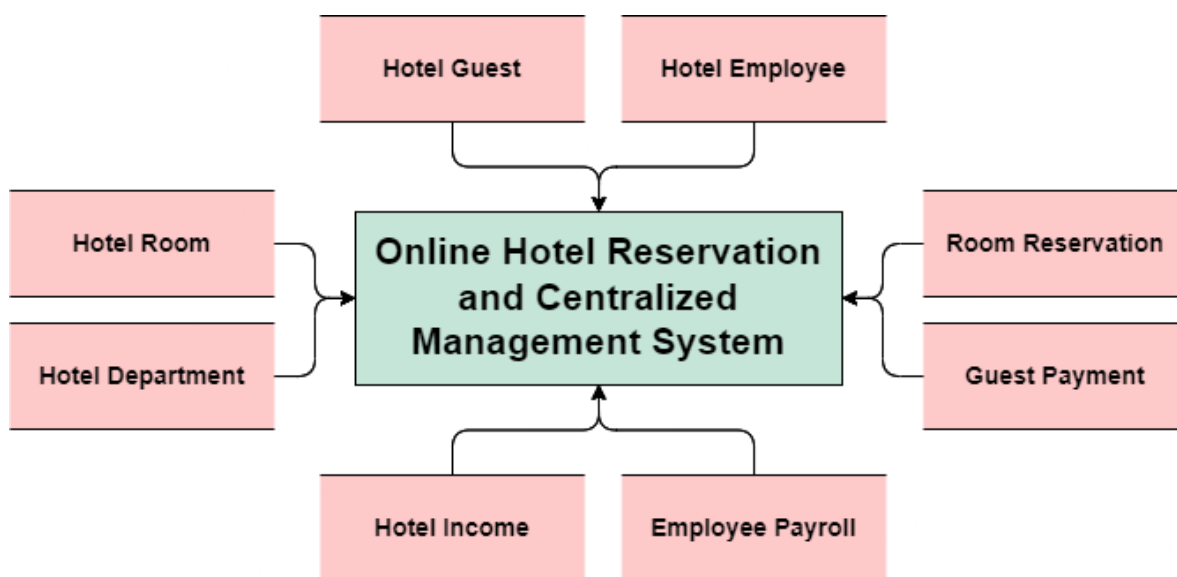 Hotel Guest
Hotel Employee
Hotel Room
Room Reservation
Online Hotel Reservation
and Centralized
Management System
Hotel Department
Guest Payment
Hotel Income
Employee Payroll